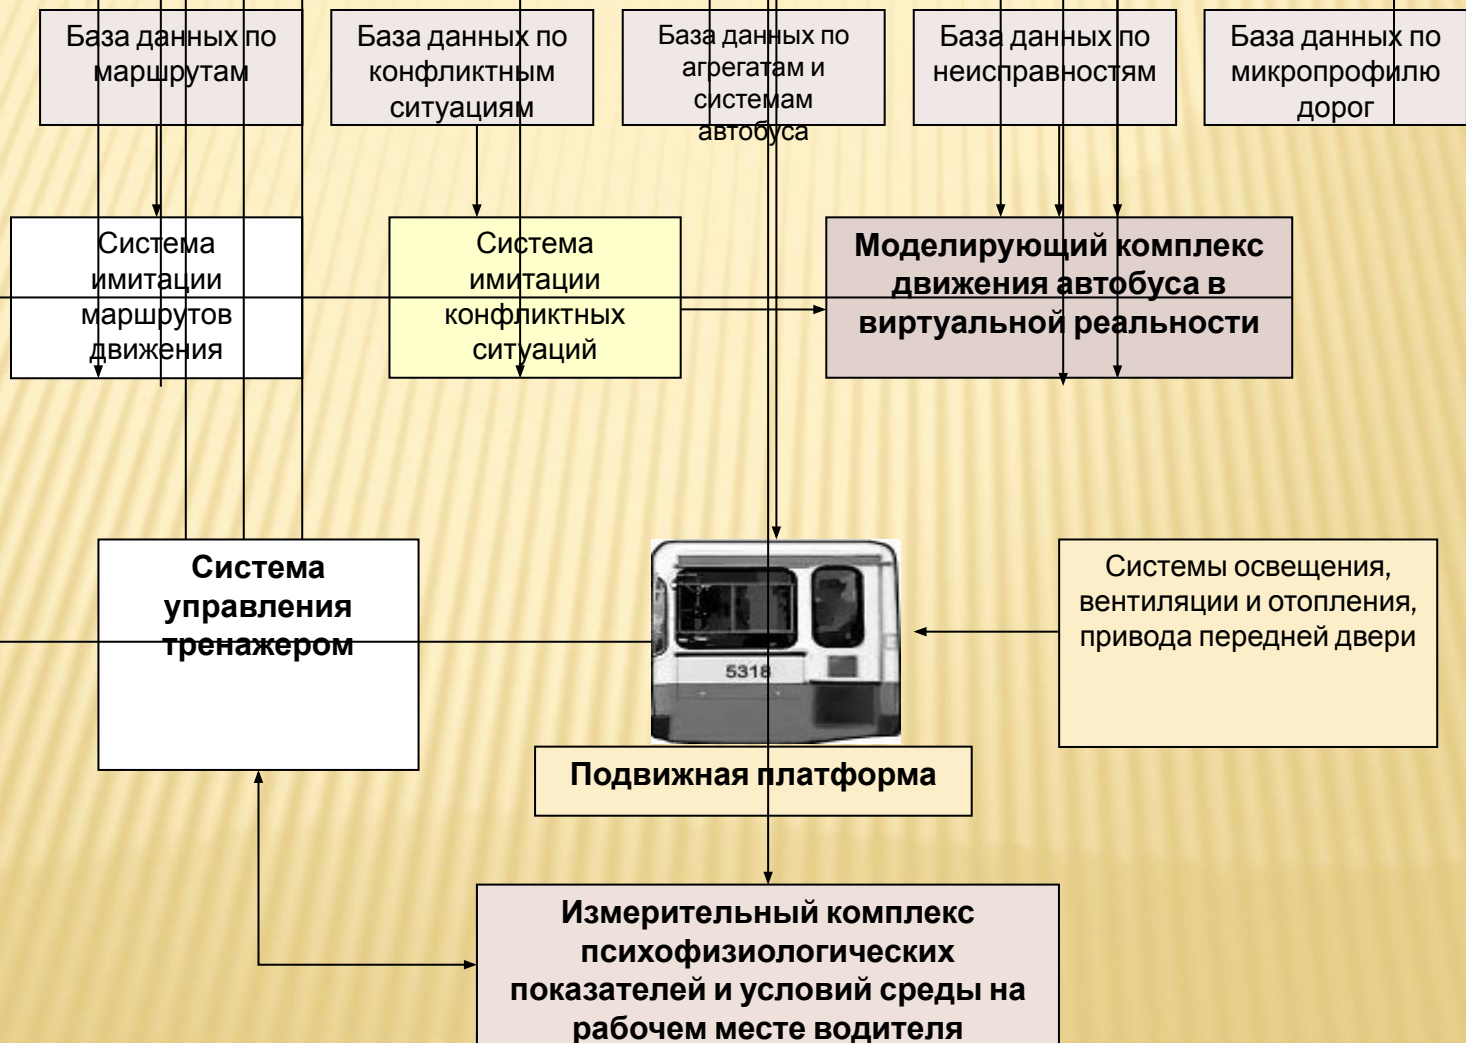 База данных по
маршрутам
База данных по
конфликтным
ситуациям
База данных по
агрегатам и
системам
автобуса
База данных по
неисправностям
База данных по
микропрофилю
дорог
Система
имитации
маршрутов
движения
Система
имитации
конфликтных
ситуаций
Моделирующий комплекс
движения автобуса в
виртуальной реальности
Система
управления
тренажером
5318
Системы освещения,
вентиляции и отопления,
привода передней двери
Подвижная платформа
Измерительный комплекс
психофизиологических
показателей и условий среды на
рабочем месте водителя